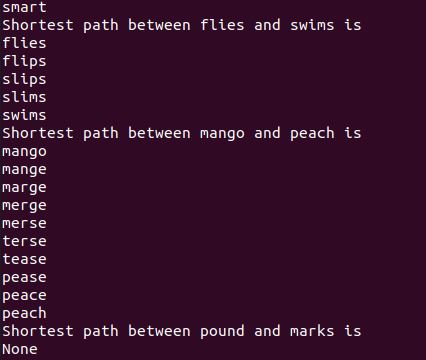 smart
Shortest path between flies and swims is
flies
flips
slips
slims
swims
Shortest path between mango and peach is
mango
mange
marge
merge
merse
terse
tease
pease
peace
peach
Shortest path between pound and marks is
None